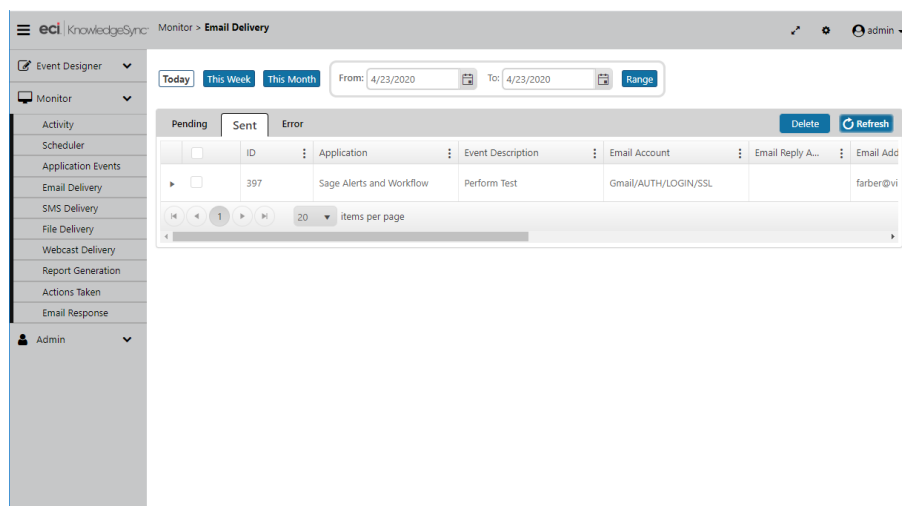 eci KnowledgeSync
Monitor > Email Delivery
admin
Event Designer
Monitor
Activity
Scheduler
Application Events
Email Delivery
SMS Delivery
File Delivery
Webcast Delivery
Report Generation
Actions Taken
Email Response
Admin
Today This Week This Month From: 4/23/2020 To: 4/23/2020 Range
Pending Sent Error Delete Refresh
ID Application Event Description Email Account Email Reply A... Email Add
397 Sage Alerts and Workflow Perform Test Gmail/AUTH/LOGIN/SSL farber@vi
1 20 items per page